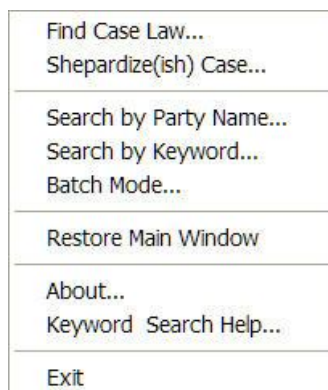 Find Case Law...
Shepardize(ish) Case...
Search by Party Name...
Search by Keyword...
Batch Mode...
Restore Main Window
About...
Keyword  Search Help...
Exit